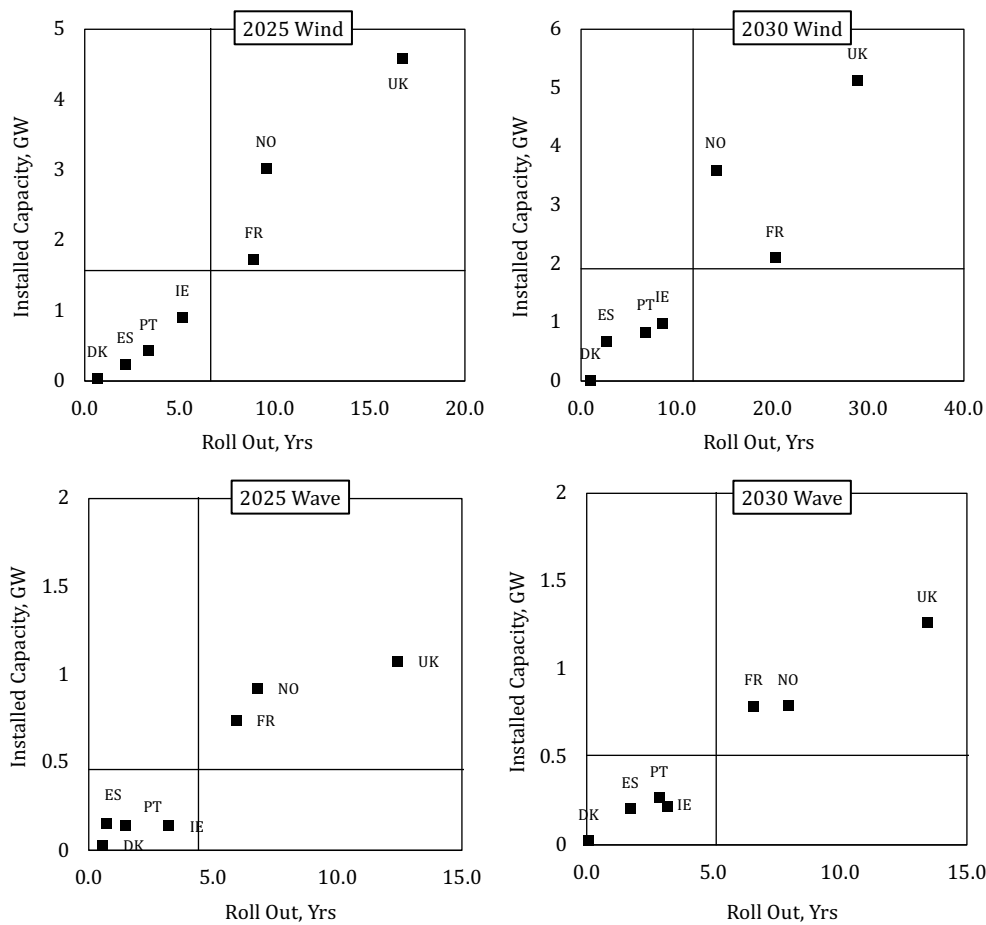 2025 Wind
5
4
3
2
1
0
Installed Capacity, GW
UK
NO
FR
IE
PT
ES
DK
0.0 5.0 10.0 15.0 20.0
Roll Out, Yrs
2030 Wind
6
5
4
3
2
1
0
Installed Capacity, GW
UK
NO
FR
PT IE
ES
DK
0.0 10.0 20.0 30.0 40.0
Roll Out, Yrs
2025 Wave
2
1.5
1
0.5
0
Installed Capacity, GW
UK
NO
FR
ES
PT
IE
DK
0.0 5.0 10.0 15.0
Roll Out, Yrs
2030 Wave
2
1.5
1
0.5
0
Installed Capacity, GW
UK
FR NO
PT
ES
IE
DK
0.0 5.0 10.0 15.0
Roll Out, Yrs